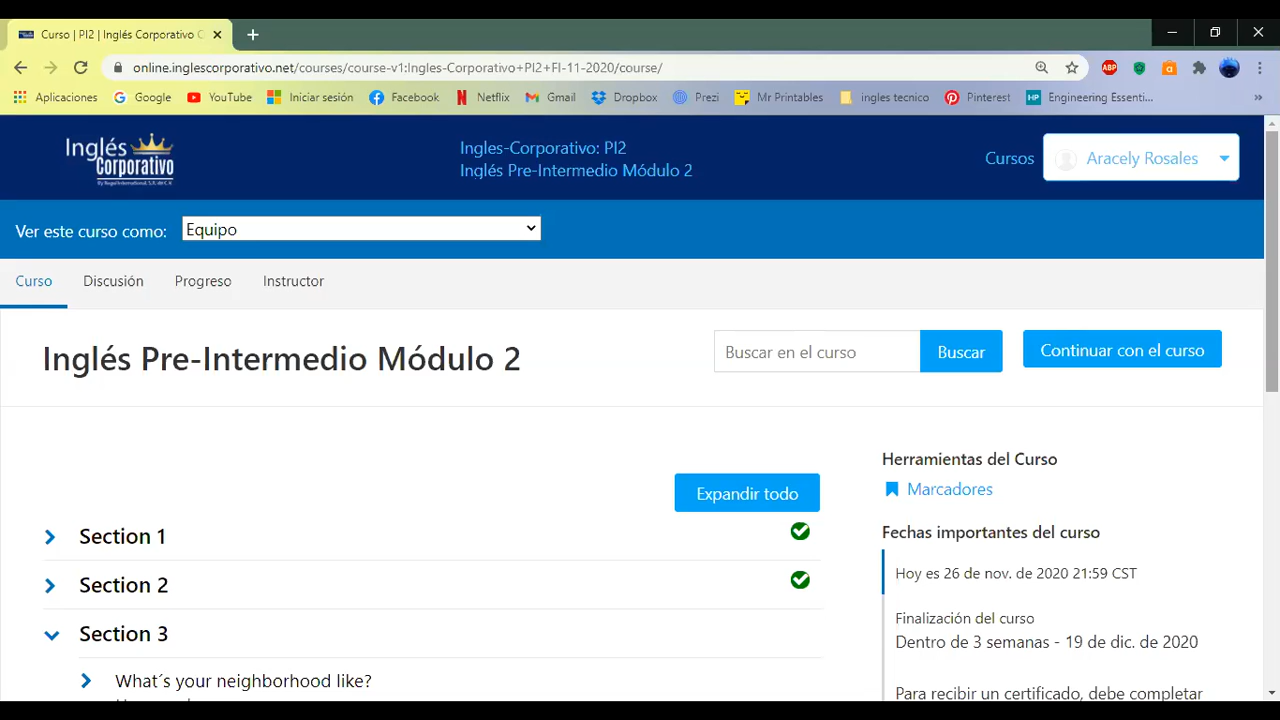 Curso | PI2 | Inglés Corporativo C
online.inglescorporativo.net/courses/course-v1:Ingles-Corporativo+PI2+FI-11-2020/course/
ABP
Aplicaciones Google YouTube Iniciar sesión Facebook Netflix Gmail Dropbox Prezi Mr Printables ingles tecnico Pinterest HP Engineering Essenti... »
Inglés
Corporativo
Ingles-Corporativo: PI2
Inglés Pre-Intermedio Módulo 2
Cursos
Aracely Rosales
Ver este curso como:
Equipo
Curso Discusión Progreso Instructor
Inglés Pre-Intermedio Módulo 2
Buscar en el curso
Buscar
Continuar con el curso
Expandir todo
Section 1
Section 2
Section 3
What´s your neighborhood like?
Herramientas del Curso
Marcadores
Fechas importantes del curso
Hoy es 26 de nov. de 2020 21:59 CST
Finalización del curso
Dentro de 3 semanas - 19 de dic. de 2020
Para recibir un certificado, debe completar